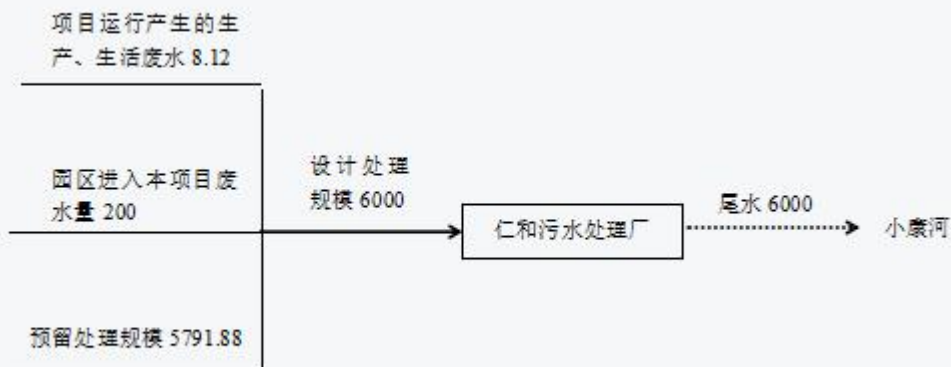 项目运行产生的生
产、生活废水 8.12
园区进入本项目废
水量 200
设计处理
规模 6000
仁和污水处理厂
尾水 6000
小康河
预留处理规模 5791.88